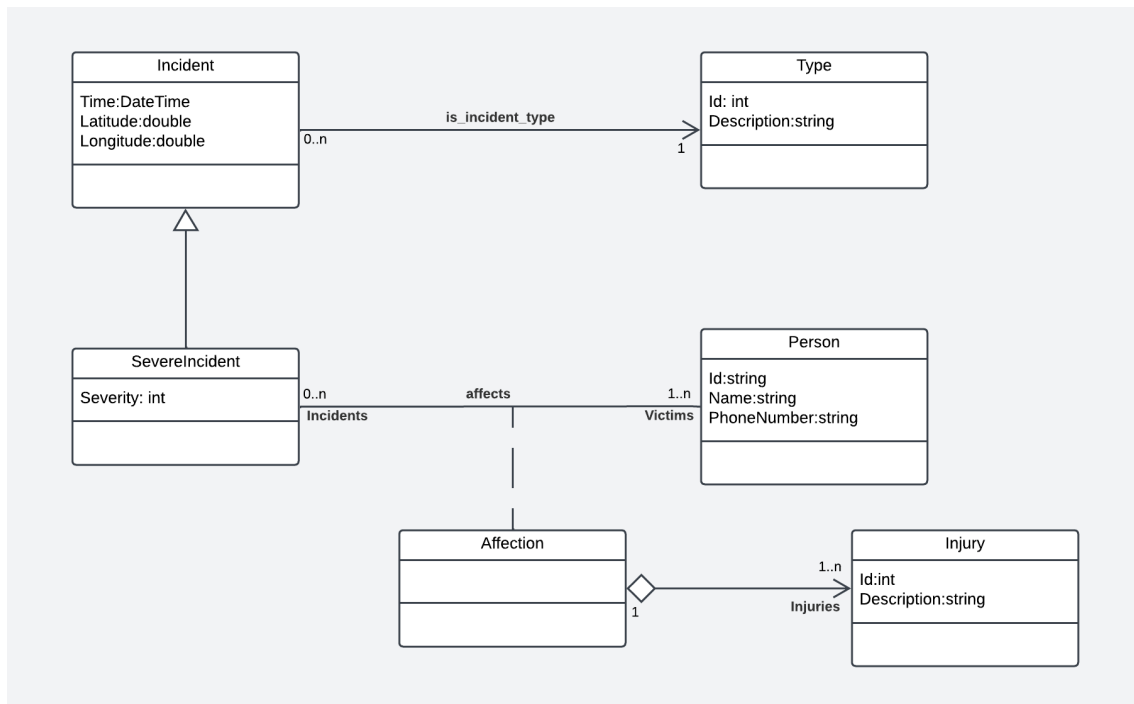 Incident
Time:DateTime
Latitude:double
Longitude:double
is_incident_type
0..n
1
Type
Id: int
Description:string
SevereIncident
Severity: int
0..n
Incidents
affects
1..n
Victims
Person
Id:string
Name:string
PhoneNumber:string
Affection
1
1..n
Injuries
Injury
Id:int
Description:string